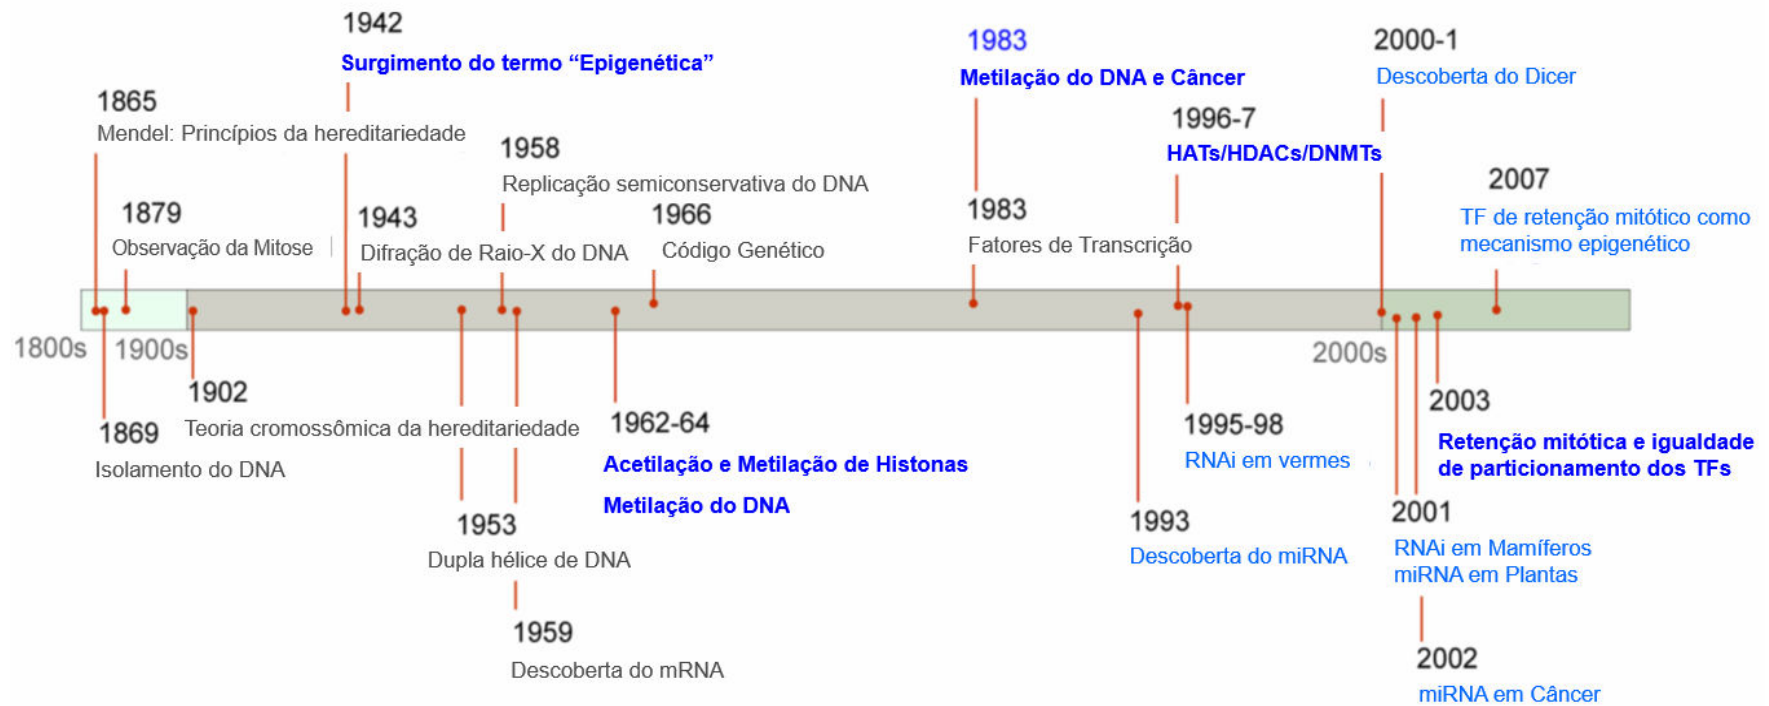 1942
Surgimento do termo “Epigenética”
1983
Metilação do DNA e Câncer
2000-1
Descoberta do Dicer
1865
Mendel: Princípios da hereditariedade
1958
Replicação semiconservativa do DNA
1996-7
HATs/HDACs/DNMTs
1879
Observação da Mitose
1943
Difração de Raio-X do DNA
1966
Código Genético
1983
Fatores de Transcrição
2007
TF de retenção mitótico como
mecanismo epigenético
1800s
1900s
2000s
1902
Teoria cromossômica da hereditariedade
1869
Isolamento do DNA
1953
Dupla hélice de DNA
1959
Descoberta do mRNA
1962-64
Acetilação e Metilação de Histonas
Metilação do DNA
1993
Descoberta do miRNA
1995-98
RNAi em vermes
2003
Retenção mitótica e igualdade
de particionamento dos TFs
2001
RNAi em Mamíferos
miRNA em Plantas
2002
miRNA em Câncer